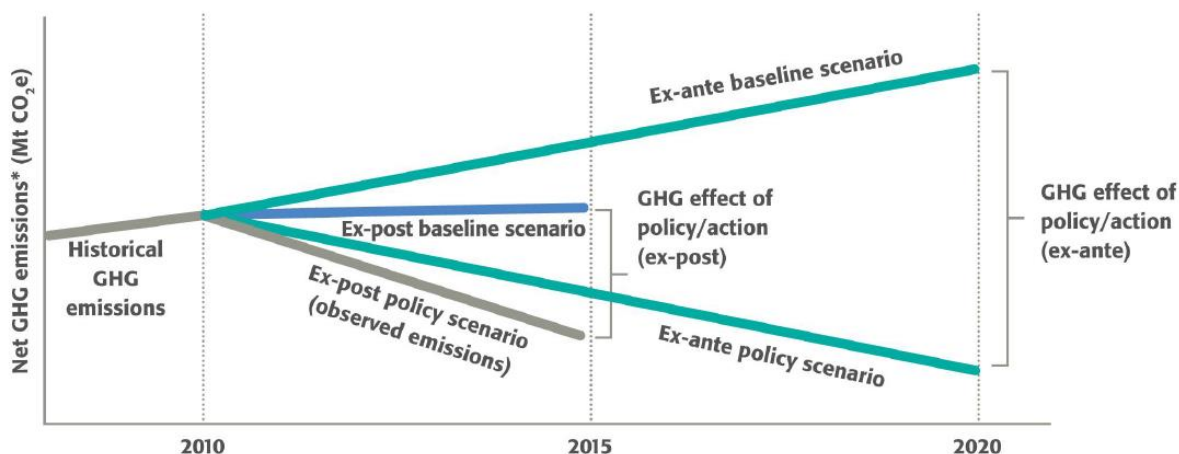 Net GHG emissions* (Mt CO₂e)
Ex-ante baseline scenario
GHG effect of
policy/action
(ex-ante)
GHG effect of
policy/action
(ex-post)
Ex-post baseline scenario
Historical
GHG
emissions
Ex-post policy scenario
(observed emissions)
Ex-ante policy scenario
2010
2015
2020